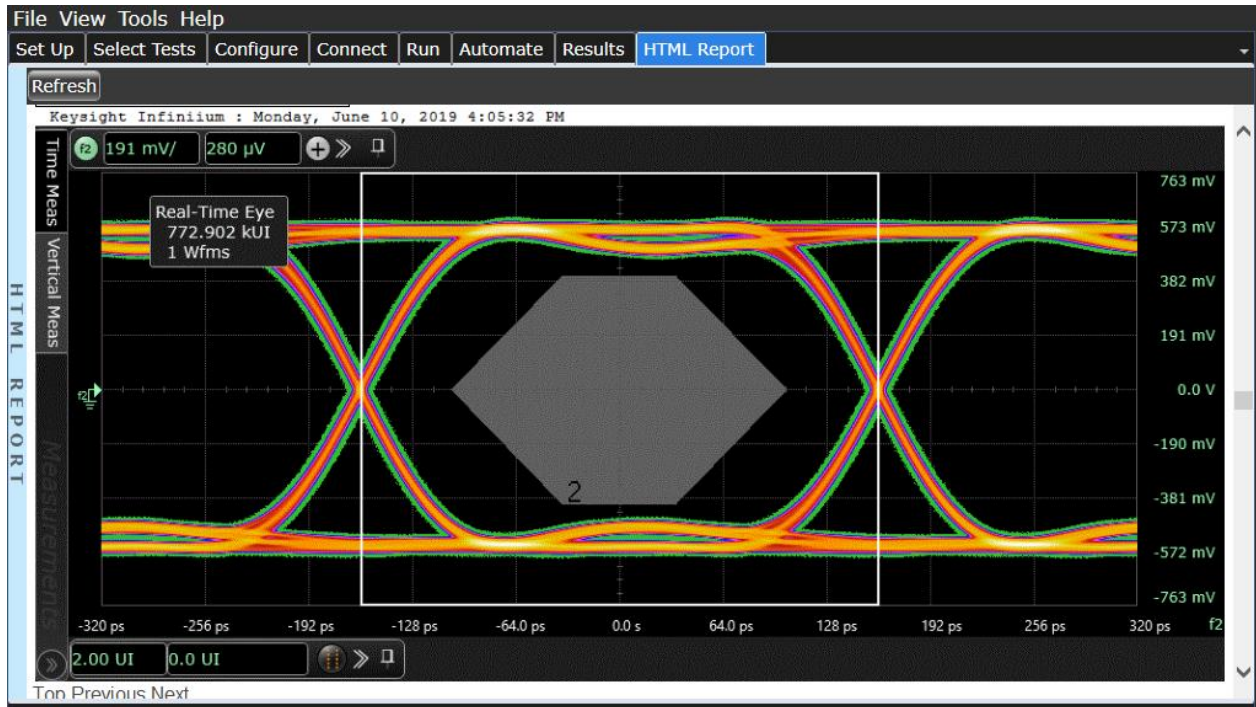 File View Tools Help
Set Up Select Tests Configure Connect Run Automate Results HTML Report
HTML REPORT
Refresh
Keysight Infiniium : Monday, June 10, 2019 4:05:32 PM
Time Meas
Vertical Meas
Measurements
f2 191 mV/ 280 µV
Real-Time Eye
772.902 kUI
1 Wfms
763 mV
573 mV
382 mV
191 mV
0.0 V
-190 mV
-381 mV
-572 mV
-763 mV
f2
2
-320 ps -256 ps -192 ps -128 ps -64.0 ps 0.0 s 64.0 ps 128 ps 192 ps 256 ps 320 ps f2
2.00 UI 0.0 UI
Top Previous Next